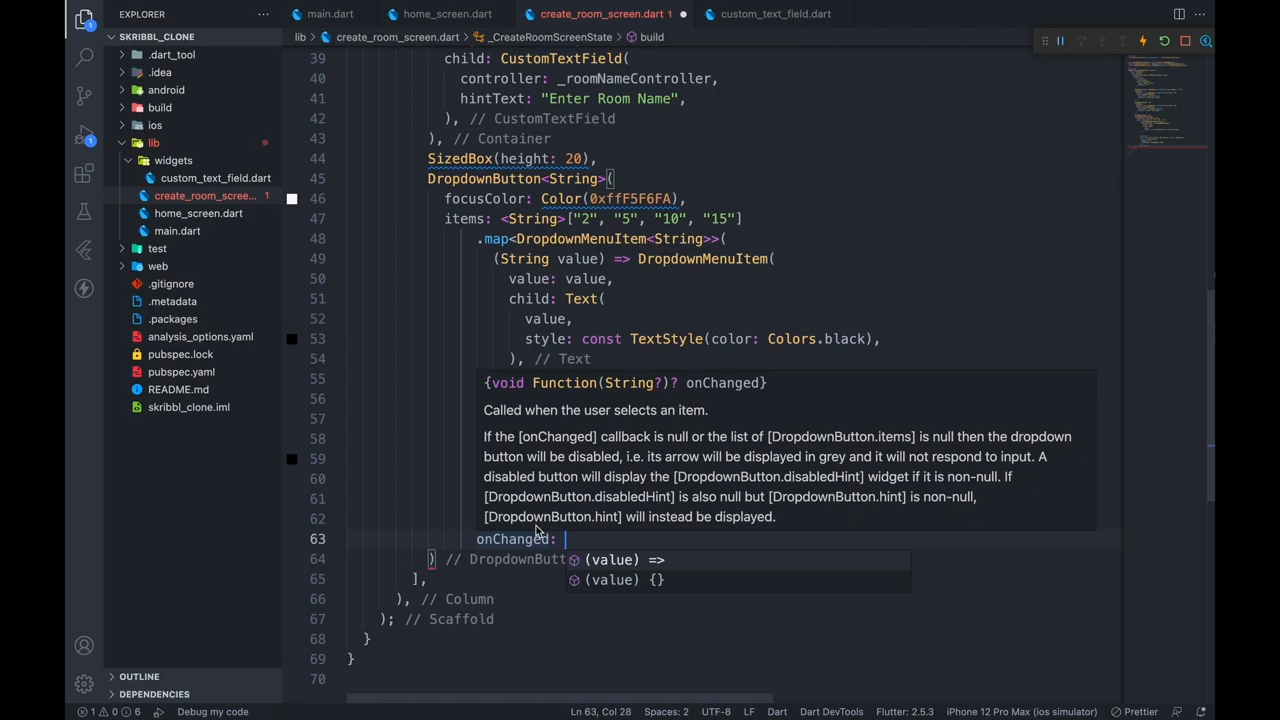 EXPLORER
main.dart
home_screen.dart
create_room_screen.dart 1
custom_text_field.dart
1
SKRIBBL_CLONE
lib > create_room_screen.dart > _CreateRoomScreenState > build
.dart_tool
.idea
android
build
ios
lib
widgets
custom_text_field.dart
create_room_scree... 1
home_screen.dart
main.dart
test
web
.gitignore
.metadata
.packages
analysis_options.yaml
pubspec.lock
pubspec.yaml
README.md
skribbl_clone.iml
OUTLINE
DEPENDENCIES
1
39 child: CustomTextField(
40 controller: _roomNameController,
41 hintText: "Enter Room Name",
42 ), // CustomTextField
43 ), // Container
44 SizedBox(height: 20),
45 DropdownButton<String>(
46 focusColor: Color(0xffF5F6FA),
47 items: <String>["2", "5", "10", "15"]
48 .map<DropdownMenuItem<String>>(
49 (String value) => DropdownMenuItem(
50 value: value,
51 child: Text(
52 value,
53 style: const TextStyle(color: Colors.black),
54 ), // Text
55
56
57
58
59
60
61
62
{void Function(String?)? onChanged}
Called when the user selects an item.
If the [onChanged] callback is null or the list of [DropdownButton.items] is null then the dropdown
button will be disabled, i.e. its arrow will be displayed in grey and it will not respond to input. A
disabled button will display the [DropdownButton.disabledHint] widget if it is non-null. If
[DropdownButton.disabledHint] is also null but [DropdownButton.hint] is non-null,
[DropdownButton.hint] will instead be displayed.
63 onChanged:
(value) =>
(value) {}
64 ) // DropdownButt
65 ],
66 ), // Column
67 ); // Scaffold
68 }
69 }
70
1 0 6 Debug my code Ln 63, Col 28 Spaces: 2 UTF-8 LF Dart Dart DevTools Flutter: 2.5.3 iPhone 12 Pro Max (ios simulator) Prettier